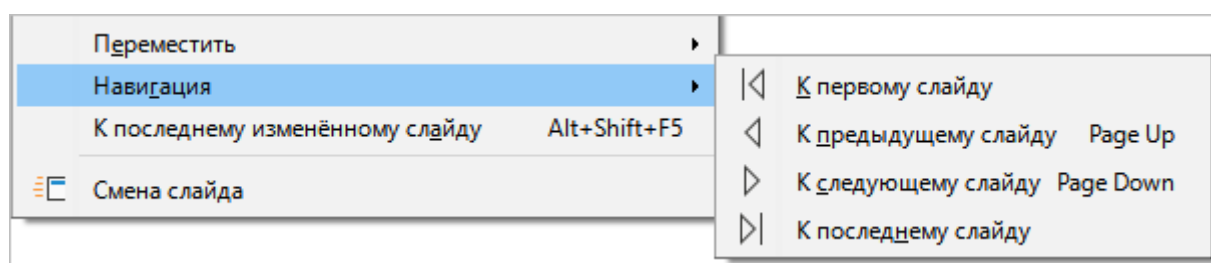 Переместить
Навигация
К последнему изменённому слайду Alt+Shift+F5
Смена слайда
К первому слайду
К предыдущему слайду Page Up
К следующему слайду Page Down
К последнему слайду